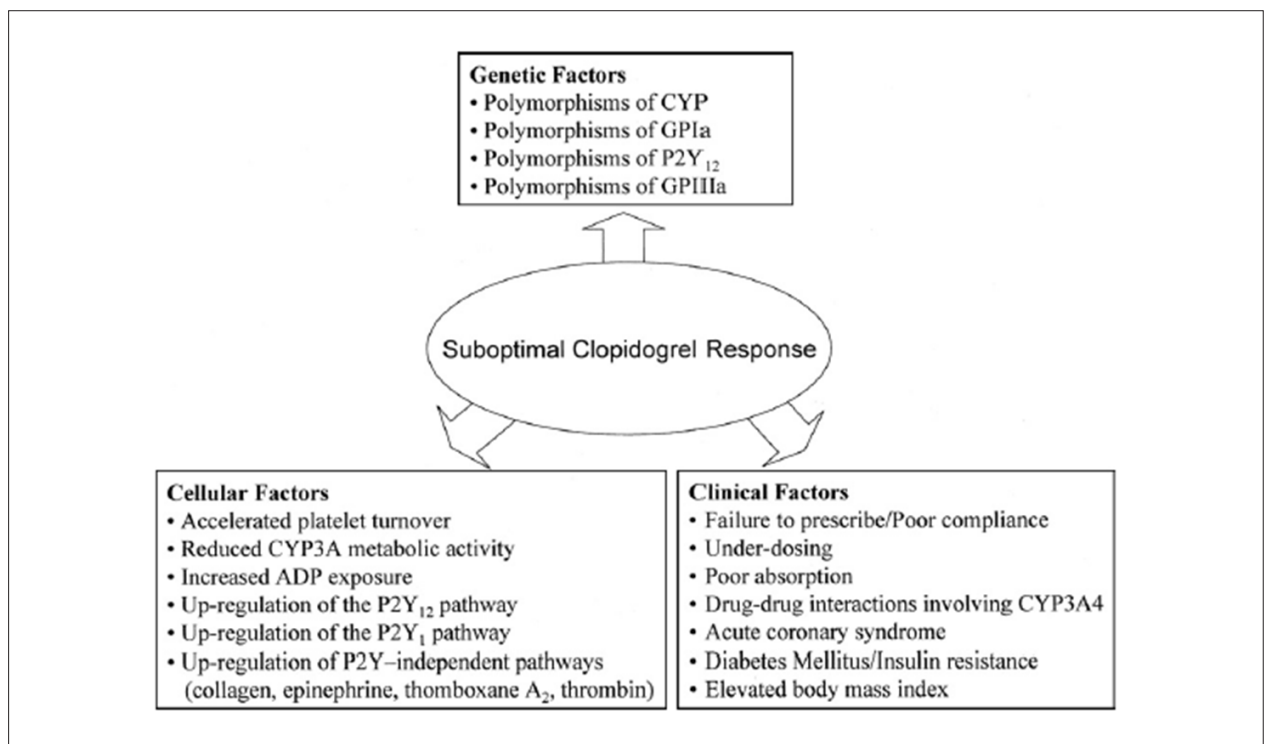 Genetic Factors
• Polymorphisms of CYP
• Polymorphisms of GPIa
• Polymorphisms of P2Y₁₂
• Polymorphisms of GPIIIa
Suboptimal Clopidogrel Response
Cellular Factors
• Accelerated platelet turnover
• Reduced CYP3A metabolic activity
• Increased ADP exposure
• Up-regulation of the P2Y₁₂ pathway
• Up-regulation of the P2Y₁ pathway
• Up-regulation of P2Y–independent pathways
(collagen, epinephrine, thomboxane A₂, thrombin)
Clinical Factors
• Failure to prescribe/Poor compliance
• Under-dosing
• Poor absorption
• Drug-drug interactions involving CYP3A4
• Acute coronary syndrome
• Diabetes Mellitus/Insulin resistance
• Elevated body mass index